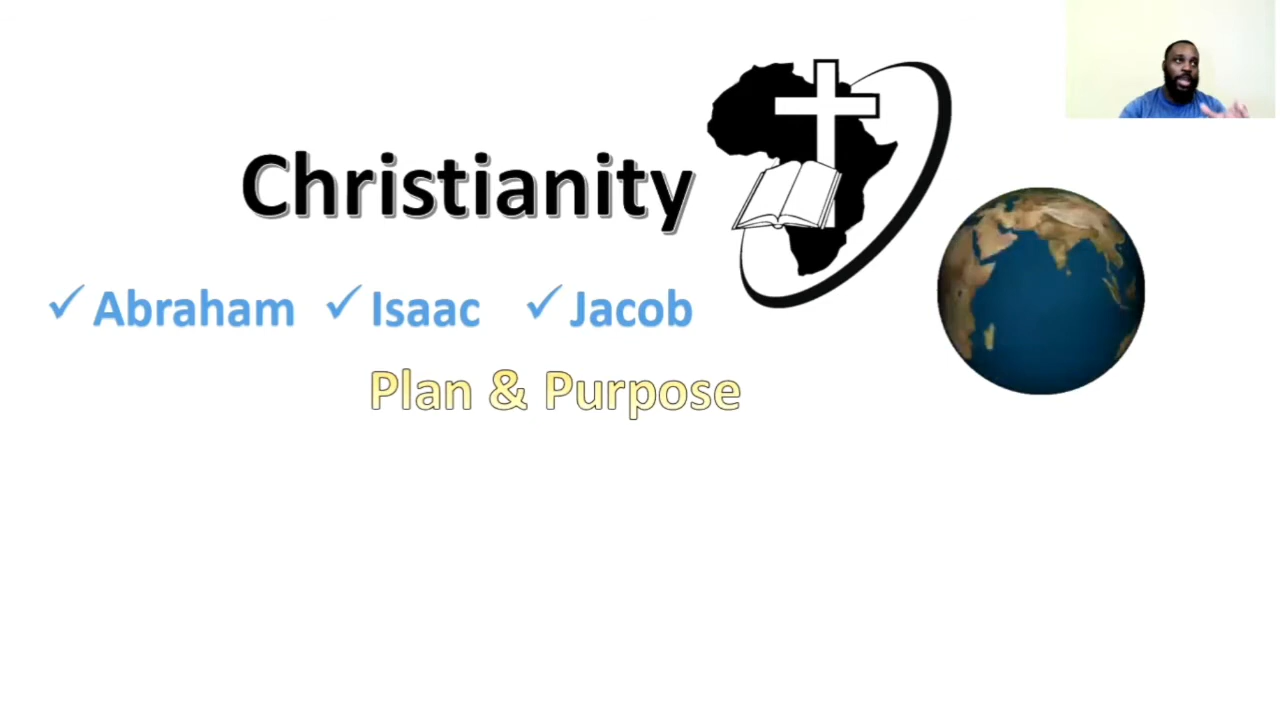 Christianity
✓ Abraham ✓ Isaac ✓ Jacob
Plan & Purpose